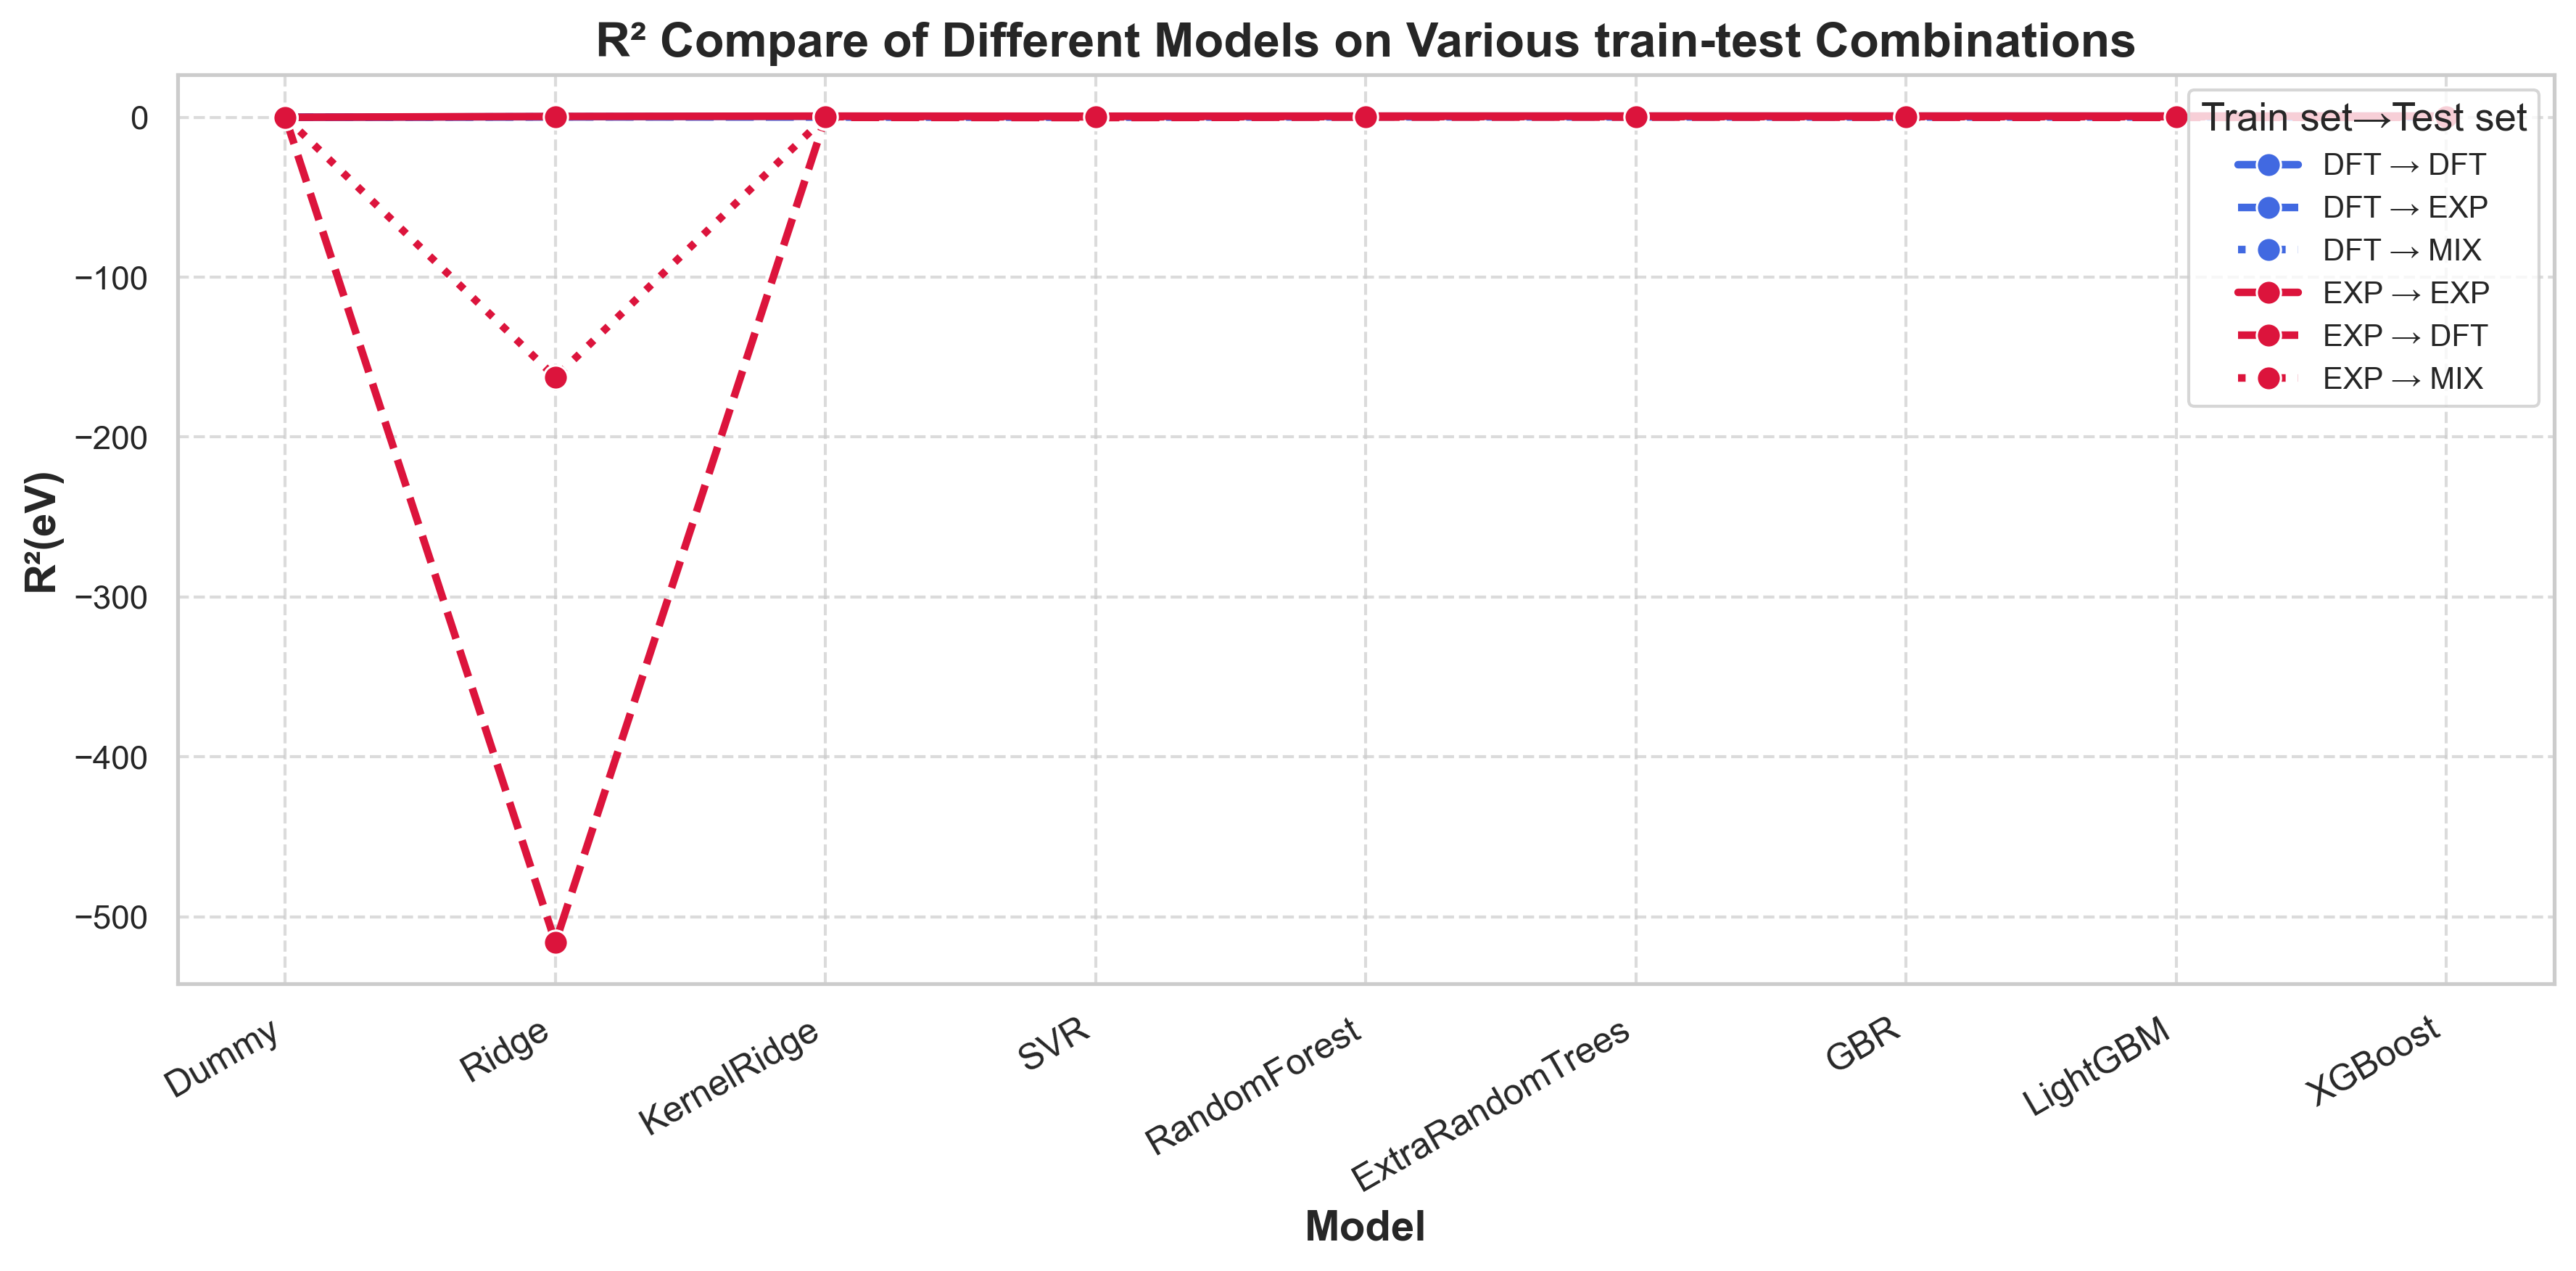 R² Compare of Different Models on Various train-test Combinations
R²(eV)
0
−100
−200
−300
−400
−500
Train set→Test set
DFT → DFT
DFT → EXP
DFT → MIX
EXP → EXP
EXP → DFT
EXP → MIX
Dummy
Ridge
KernelRidge
SVR
RandomForest
ExtraRandomTrees
GBR
LightGBM
XGBoost
Model